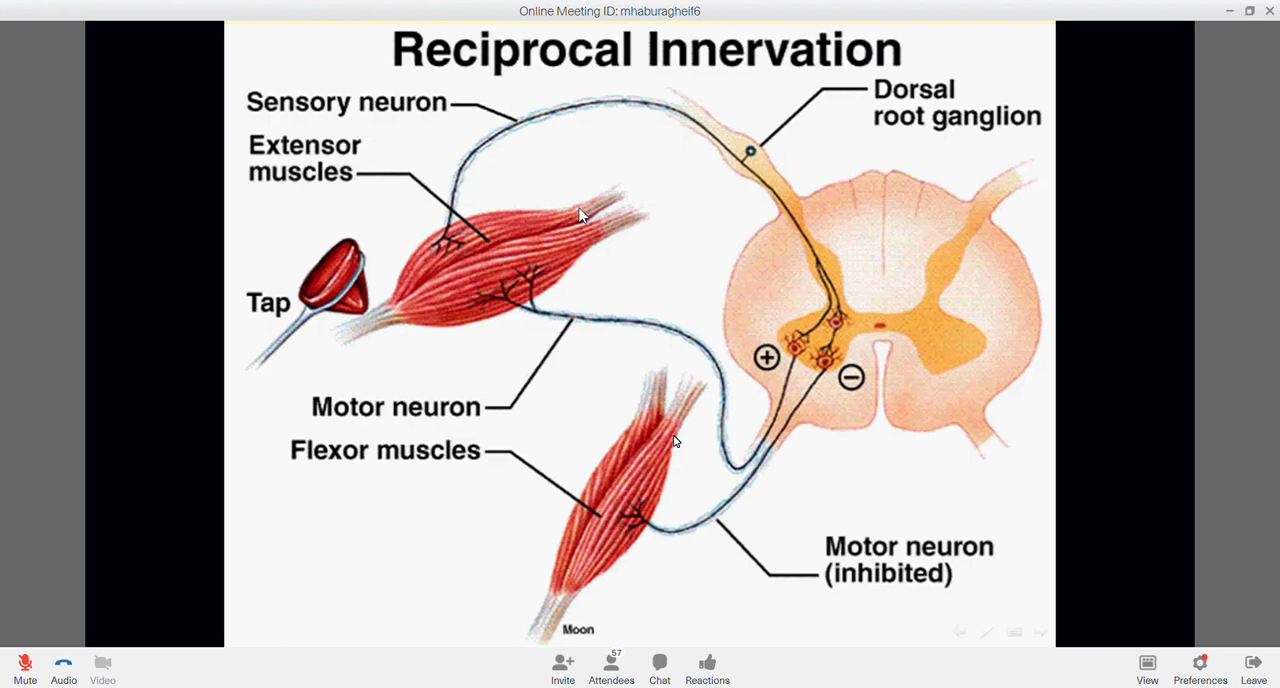 Online Meeting ID: mhaburagheif6
Reciprocal Innervation
Sensory neuron
Dorsal
root ganglion
Extensor
muscles
Tap
+
−
Motor neuron
Flexor muscles
Motor neuron
(inhibited)
Moon
57
Mute
Audio
Video
Invite
Attendees
Chat
Reactions
View
Preferences
Leave